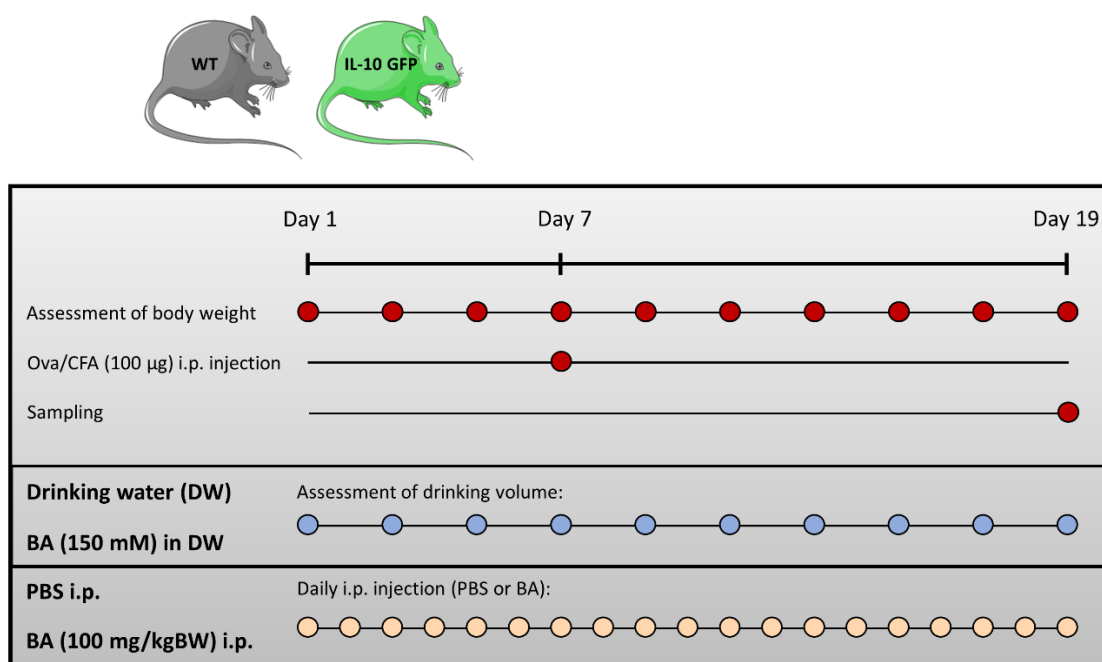 WT
IL-10 GFP
Day 1
Day 7
Day 19
Assessment of body weight
Ova/CFA (100 µg) i.p. injection
Sampling
Drinking water (DW)
Assessment of drinking volume:
BA (150 mM) in DW
PBS i.p.
Daily i.p. injection (PBS or BA):
BA (100 mg/kgBW) i.p.